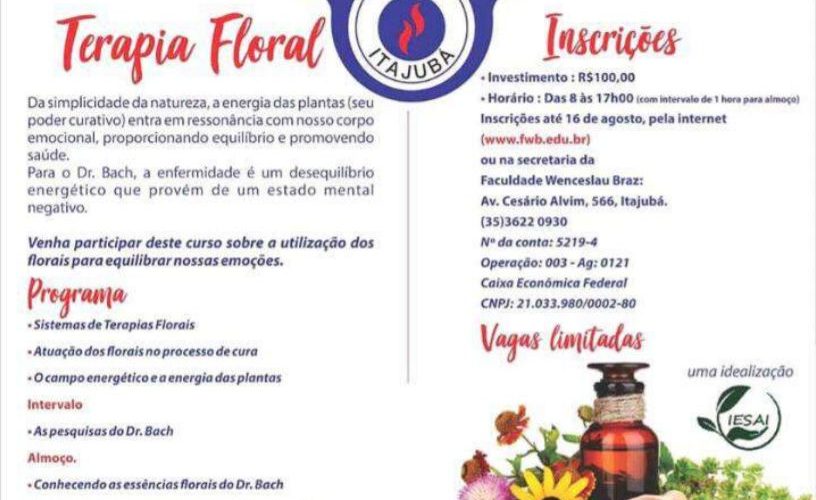 Terapia Floral
Da simplicidade da natureza, a energia das plantas (seu
poder curativo) entra em ressonância com nosso corpo
emocional, proporcionando equilíbrio e promovendo
saúde.
Para o Dr. Bach, a enfermidade é um desequilíbrio
energético que provém de um estado mental
negativo.
Venha participar deste curso sobre a utilização dos
florais para equilibrar nossas emoções.
Programa
• Sistemas de Terapias Florais
• Atuação dos florais no processo de cura
• O campo energético e a energia das plantas
Intervalo
• As pesquisas do Dr. Bach
Almoço.
• Conhecendo as essências florais do Dr. Bach
ITAJUBÁ
Inscrições
• Investimento : R$100,00
• Horário : Das 8 às 17h00 (com intervalo de 1 hora para almoço)
Inscrições até 16 de agosto, pela internet
(www.fwb.edu.br)
ou na secretaria da
Faculdade Wenceslau Braz:
Av. Cesário Alvim, 566, Itajubá.
(35)3622 0930
Nº da conta: 5219-4
Operação: 003 - Ag: 0121
Caixa Econômica Federal
CNPJ: 21.033.980/0002-80
Vagas limitadas
uma idealização
IESAI